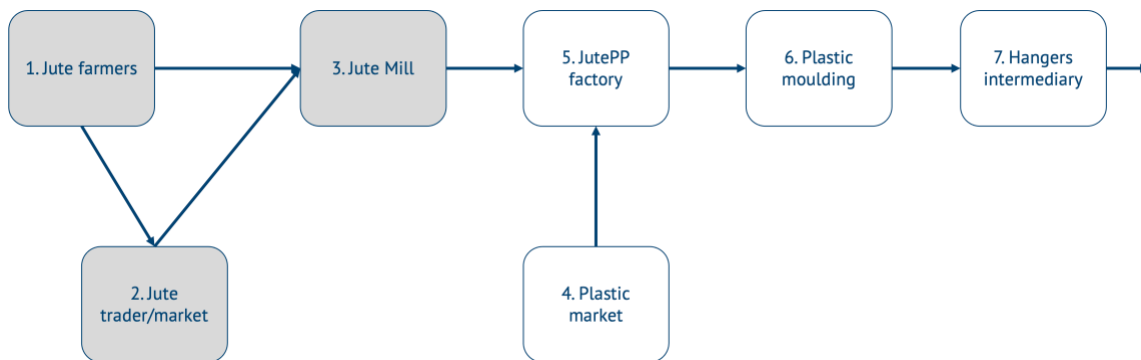 1. Jute farmers
3. Jute Mill
5. JutePP
factory
6. Plastic
moulding
7. Hangers
intermediary
2. Jute
trader/market
4. Plastic
market